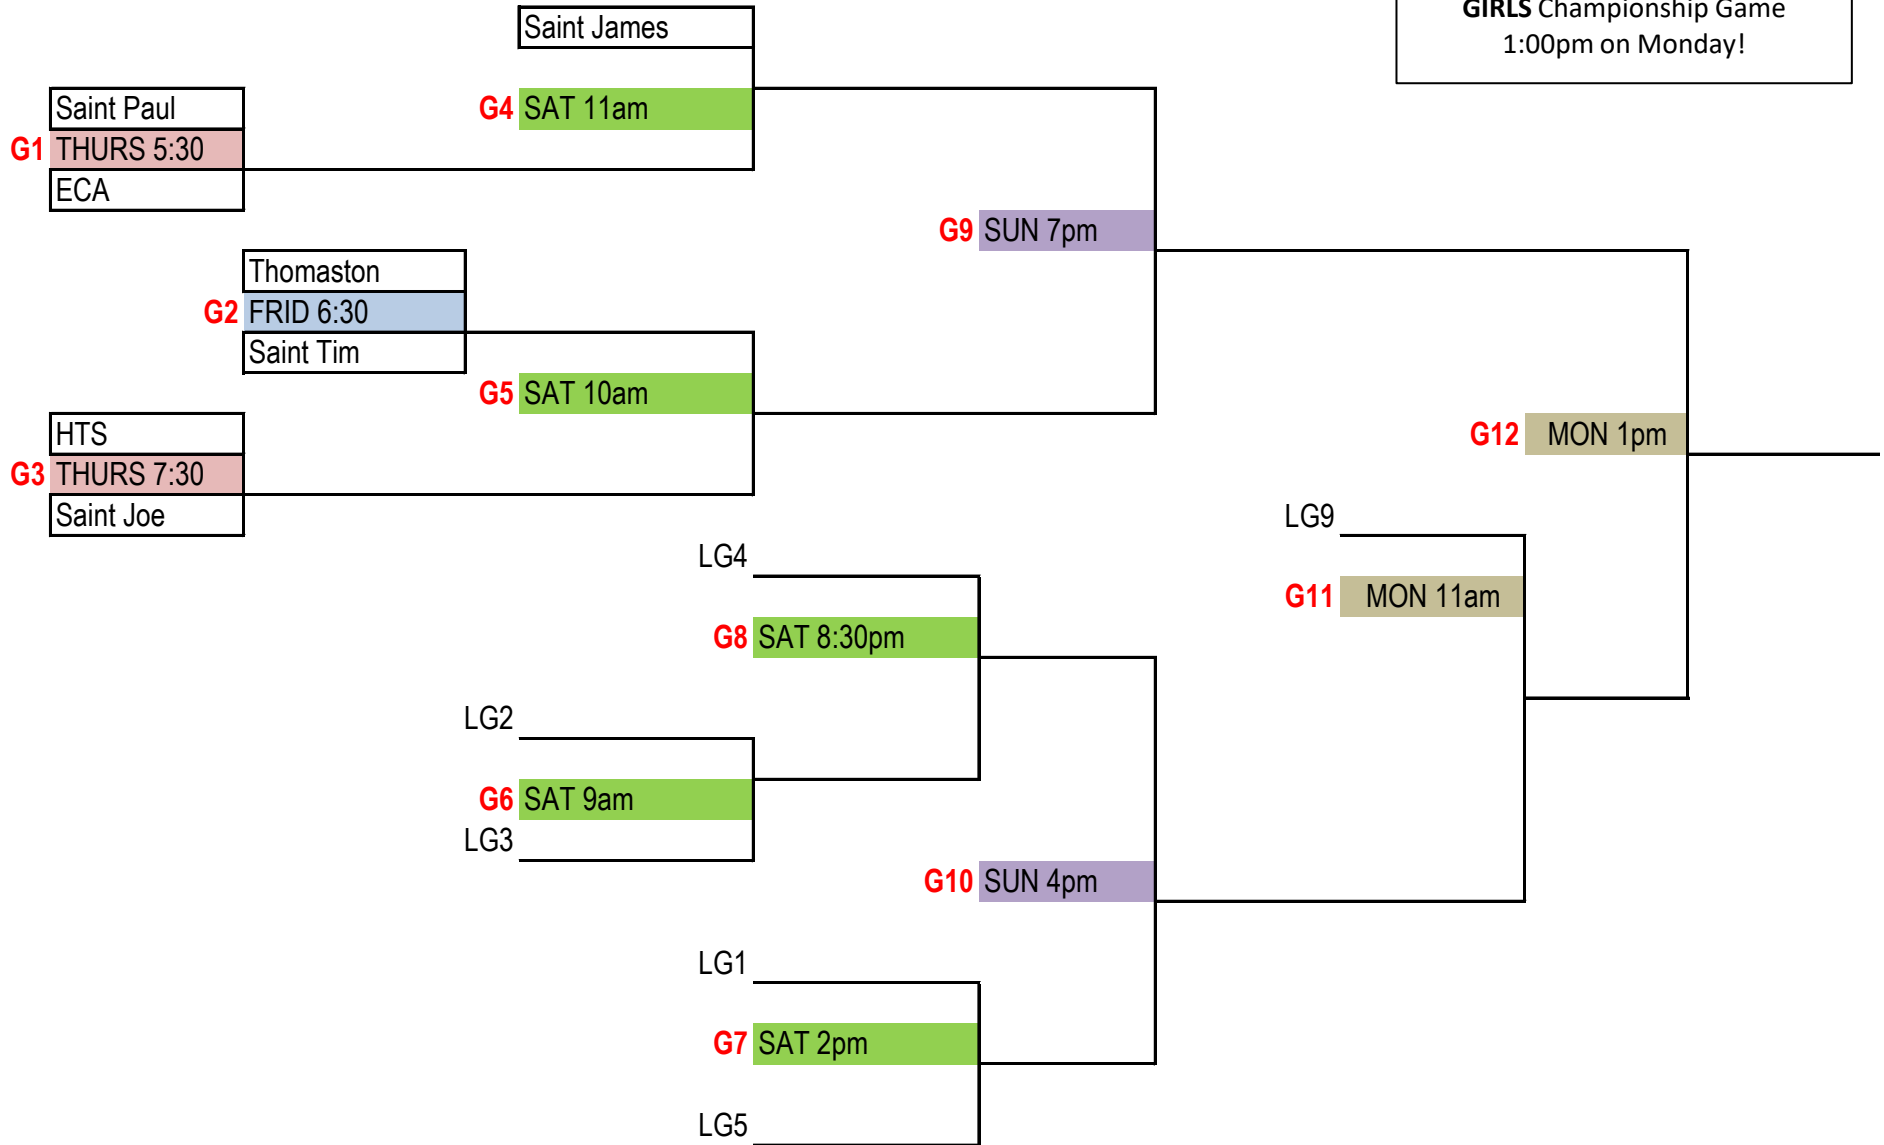 GIRLS Championship Game
1:00pm on Monday!
Saint James
Saint Paul
G4 SAT 11am
G1 THURS 5:30
ECA
G9 SUN 7pm
Thomaston
G2 FRID 6:30
Saint Tim
G5 SAT 10am
HTS
G12 MON 1pm
G3 THURS 7:30
Saint Joe
LG9
LG4
G11 MON 11am
G8 SAT 8:30pm
LG2
G6 SAT 9am
LG3
G10 SUN 4pm
LG1
G7 SAT 2pm
LG5